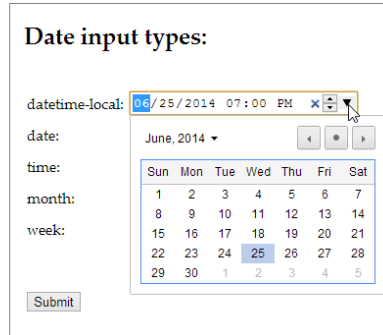 Date input types:
datetime-local: 06/25/2014 07:00 PM
date:
June, 2014
time:
Sun Mon Tue Wed Thu Fri Sat
month:
1 2 3 4 5 6 7
8 9 10 11 12 13 14
week:
15 16 17 18 19 20 21
22 23 24 25 26 27 28
29 30 1 2 3 4 5
Submit